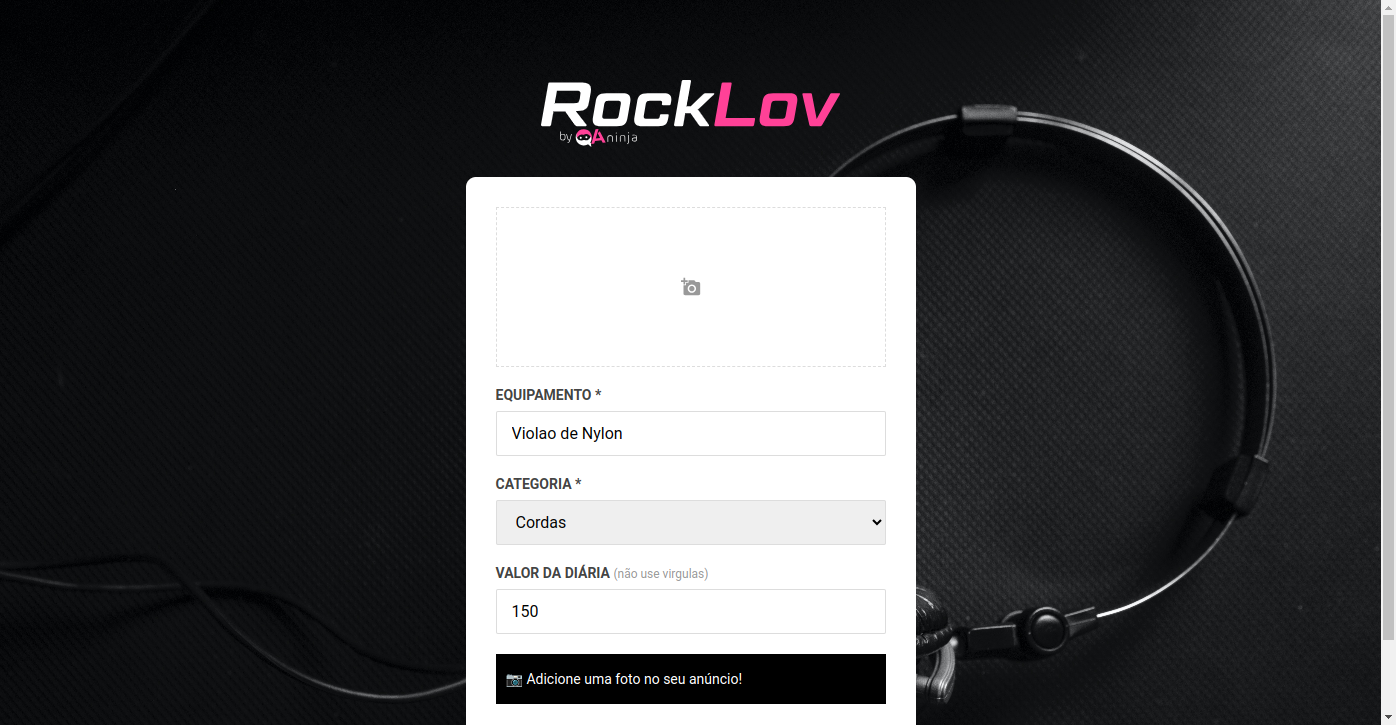 RockLov
by QAninja
EQUIPAMENTO *
Violao de Nylon
CATEGORIA *
Cordas
VALOR DA DIÁRIA (não use virgulas)
150
Adicione uma foto no seu anúncio!